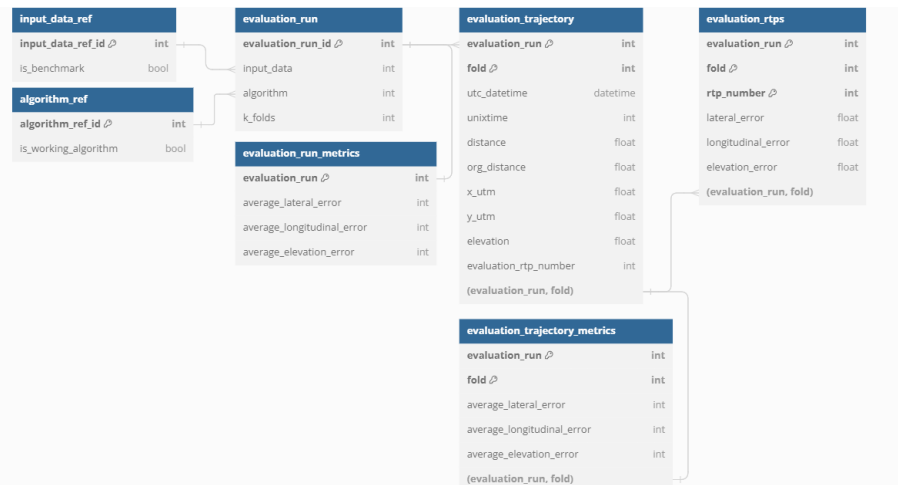 input_data_ref
input_data_ref_id int
is_benchmark bool
algorithm_ref
algorithm_ref_id int
is_working_algorithm bool
evaluation_run
evaluation_run_id int
input_data int
algorithm int
k_folds int
evaluation_run_metrics
evaluation_run int
average_lateral_error int
average_longitudinal_error int
average_elevation_error int
evaluation_trajectory
evaluation_run int
fold int
utc_datetime datetime
unixtime int
distance float
org_distance float
x_utm float
y_utm float
elevation float
evaluation_rtp_number int
(evaluation_run, fold)
evaluation_trajectory_metrics
evaluation_run int
fold int
average_lateral_error int
average_longitudinal_error int
average_elevation_error int
(evaluation_run, fold)
evaluation_rtps
evaluation_run int
fold int
rtp_number int
lateral_error float
longitudinal_error float
elevation_error float
(evaluation_run, fold)